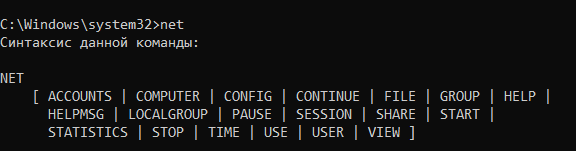 C:\Windows\system32>net
Синтаксис данной команды:
NET
[ ACCOUNTS | COMPUTER | CONFIG | CONTINUE | FILE | GROUP | HELP |
HELPMSG | LOCALGROUP | PAUSE | SESSION | SHARE | START |
STATISTICS | STOP | TIME | USE | USER | VIEW ]